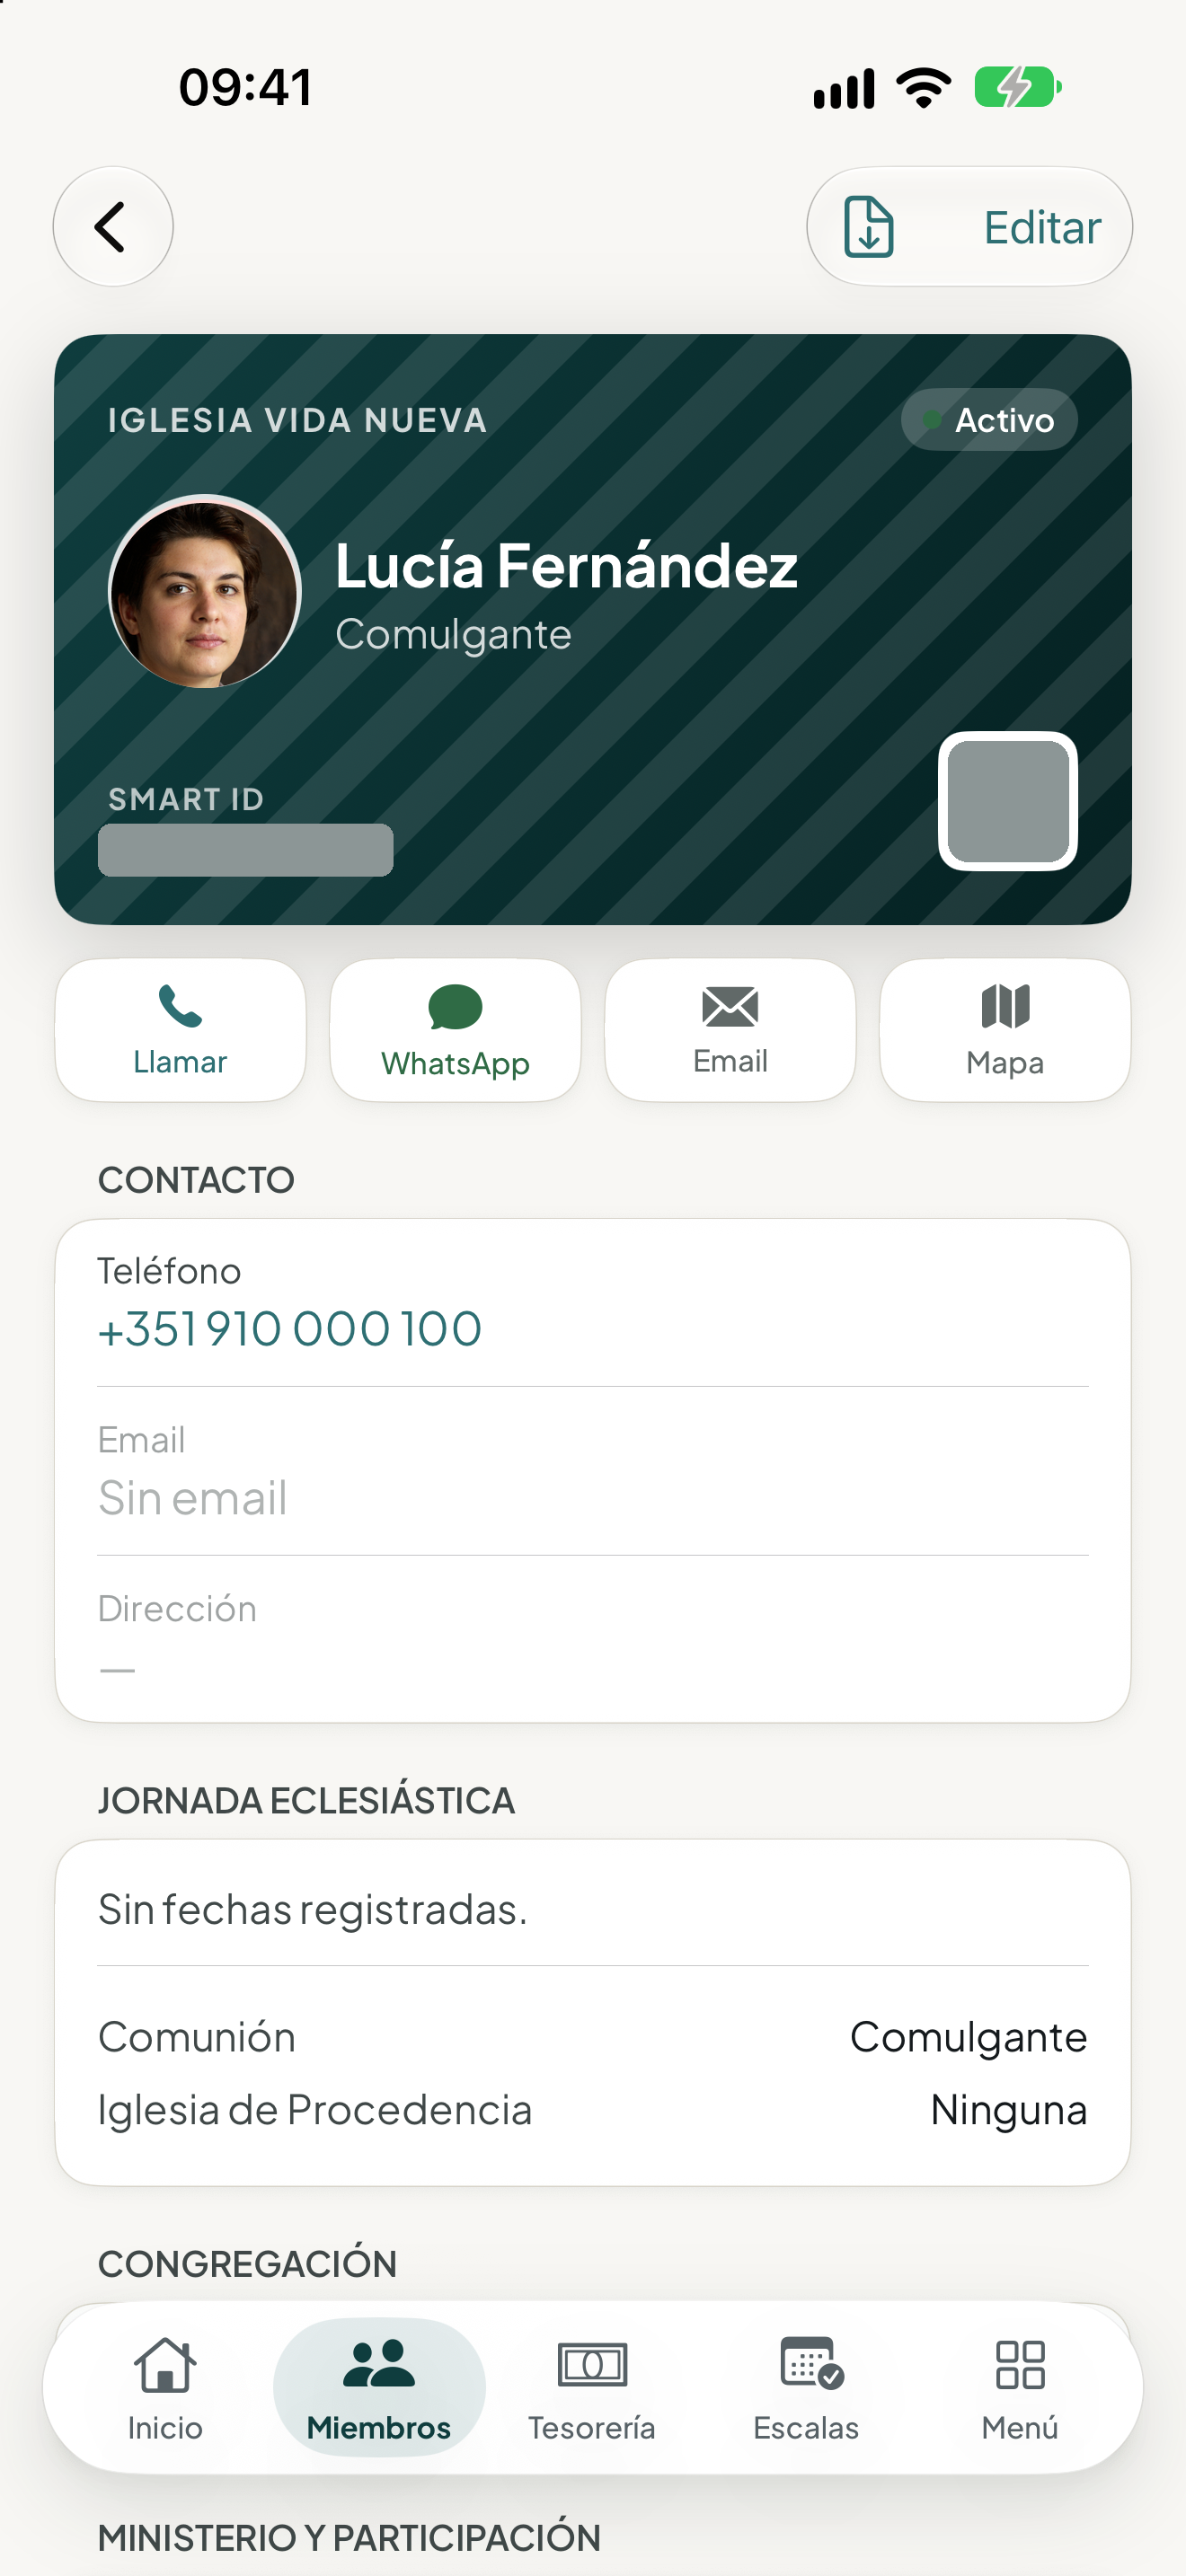 09:41
Editar
IGLESIA VIDA NUEVA
Activo
Lucía Fernández
Comulgante
SMART ID
Llamar
WhatsApp
Email
Mapa
CONTACTO
Teléfono
+351 910 000 100
Email
Sin email
Dirección
—
JORNADA ECLESIÁSTICA
Sin fechas registradas.
Comunión Comulgante
Iglesia de Procedencia Ninguna
CONGREGACIÓN
Inicio
Miembros
Tesorería
Escalas
Menú
MINISTERIO Y PARTICIPACIÓN